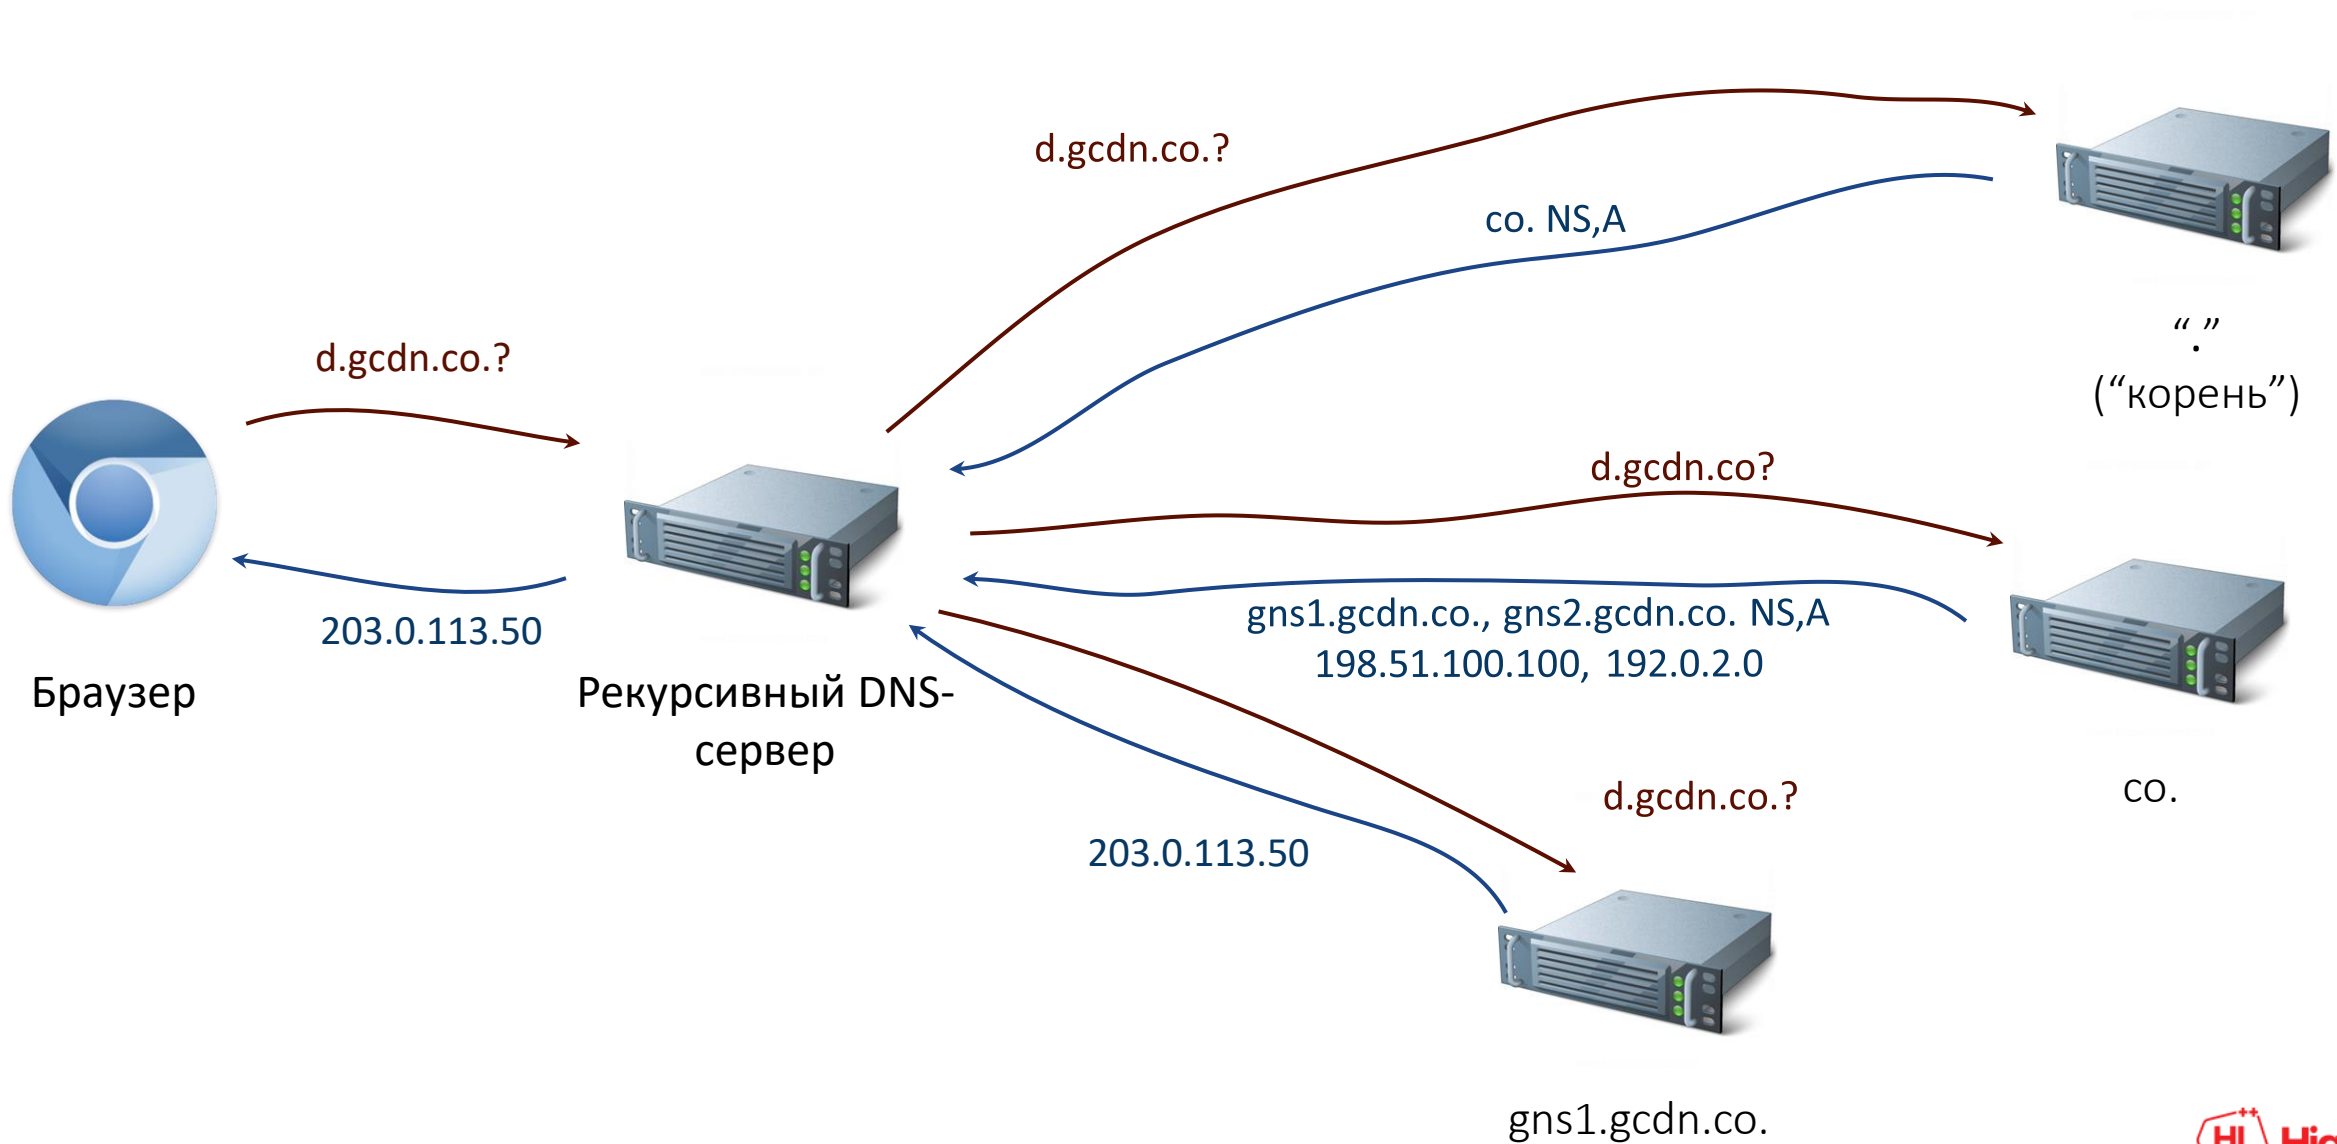 d.gcdn.co.?
co. NS,A
“.”
(“корень”)
d.gcdn.co.?
d.gcdn.co?
gns1.gcdn.co., gns2.gcdn.co. NS,A
198.51.100.100, 192.0.2.0
203.0.113.50
Браузер
Рекурсивный DNS-
сервер
co.
d.gcdn.co.?
203.0.113.50
gns1.gcdn.co.
HL++